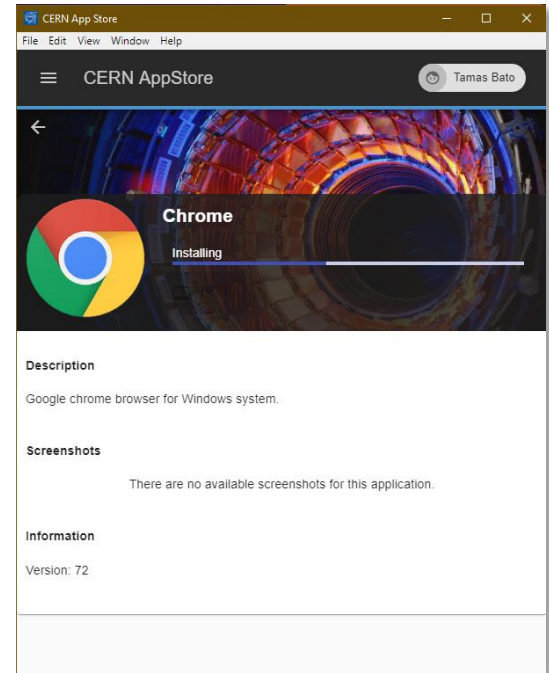 CERN App Store
File Edit View Window Help
CERN AppStore
Tamas Bato
Chrome
Installing
Description
Google chrome browser for Windows system.
Screenshots
There are no available screenshots for this application.
Information
Version: 72